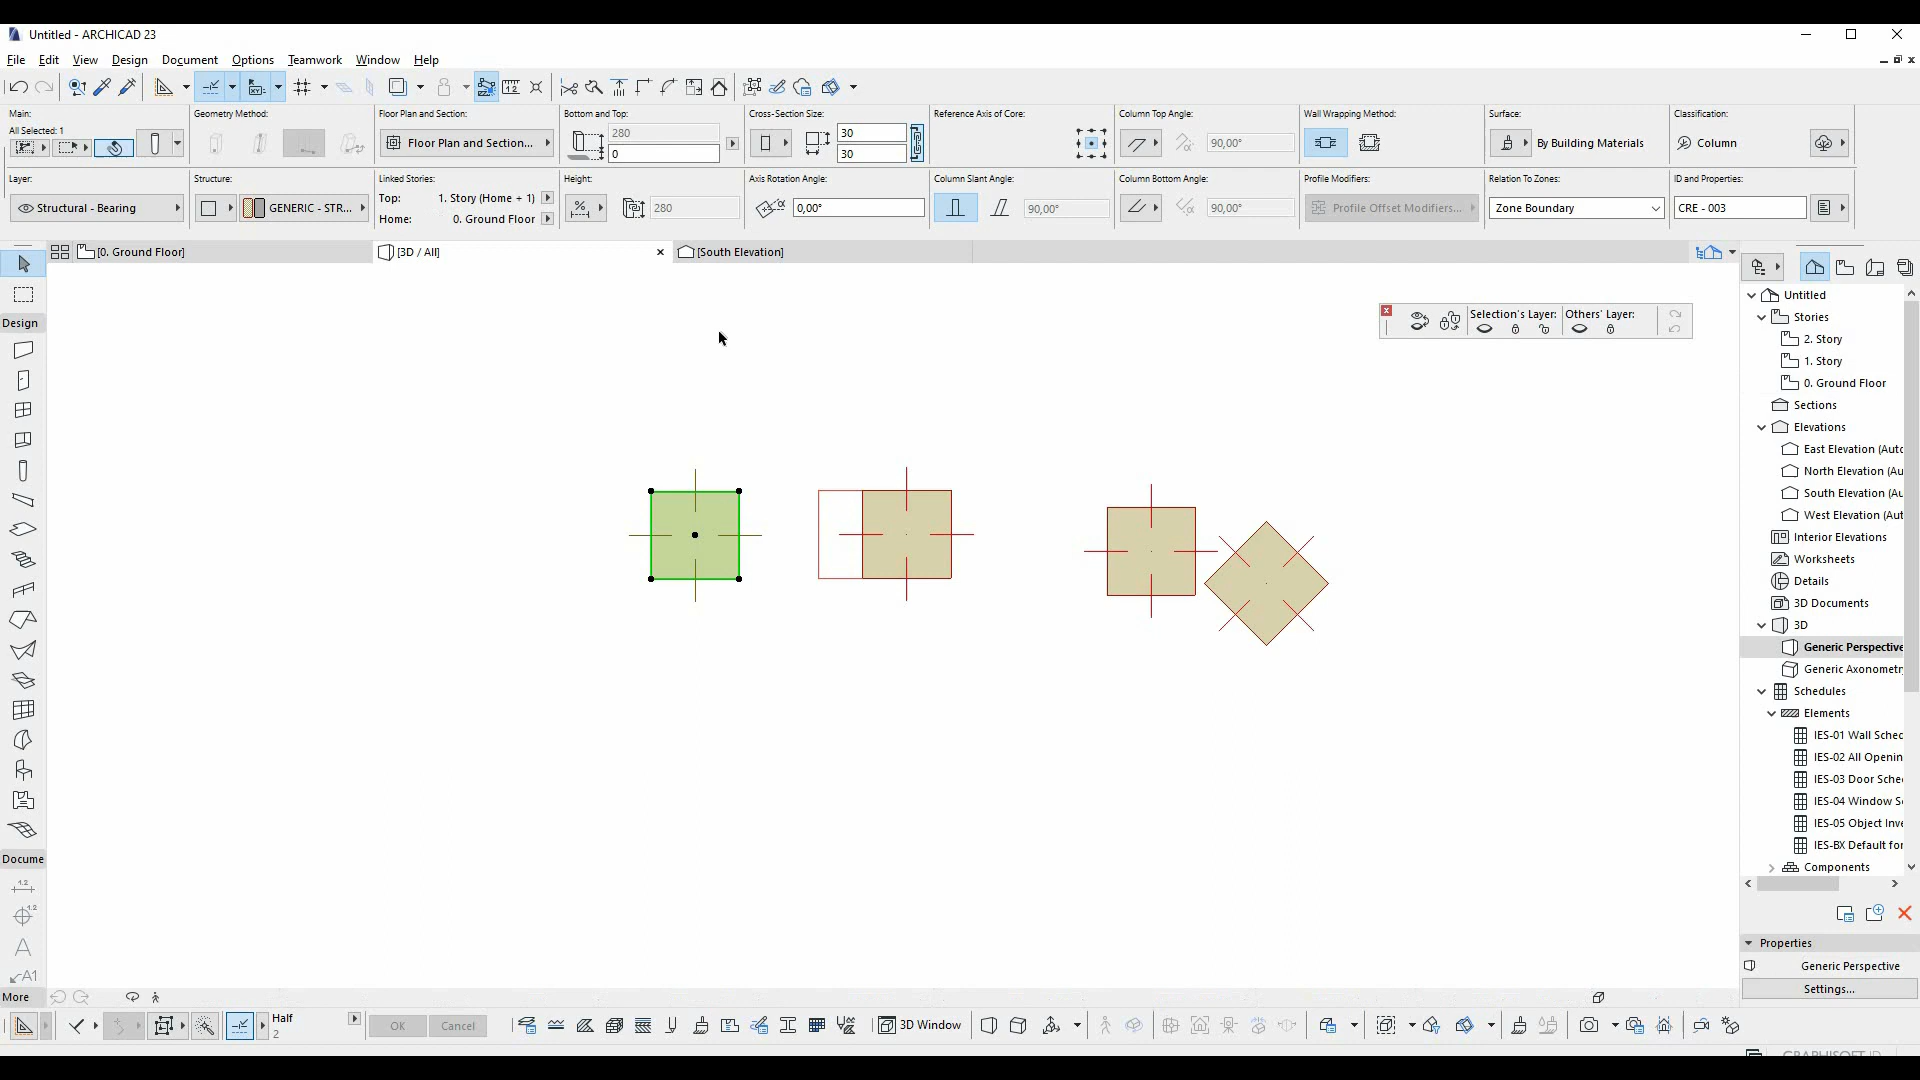 Untitled - ARCHICAD 23
File Edit View Design Document Options Teamwork Window Help
Main:
All Selected: 1
Geometry Method:
Floor Plan and Section:
Floor Plan and Section...
Bottom and Top:
280
0
Cross-Section Size:
30
30
Reference Axis of Core:
Column Top Angle:
90,00°
Wall Wrapping Method:
Surface:
By Building Materials
Classification:
Column
Layer:
Structural - Bearing
Structure:
GENERIC - STR...
Linked Stories:
Top: 1. Story (Home + 1)
Home: 0. Ground Floor
Height:
280
Axis Rotation Angle:
0,00°
Column Slant Angle:
90,00°
Column Bottom Angle:
90,00°
Profile Modifiers:
Profile Offset Modifiers...
Relation To Zones:
Zone Boundary
ID and Properties:
CRE - 003
[0. Ground Floor]
[3D / All]
[South Elevation]
Design
Selection's Layer: Others' Layer:
Untitled
Stories
2. Story
1. Story
0. Ground Floor
Sections
Elevations
East Elevation (Auto
North Elevation (Au
South Elevation (Au
West Elevation (Aut
Interior Elevations
Worksheets
Details
3D Documents
3D
Generic Perspective
Generic Axonometr
Schedules
Elements
IES-01 Wall Sched
IES-02 All Openin
IES-03 Door Sche
IES-04 Window S
IES-05 Object Inve
IES-BX Default for
Components
Docume
1.2
1.2
A
A1
More
Properties
Generic Perspective
Settings...
Half
2
OK Cancel
3D Window